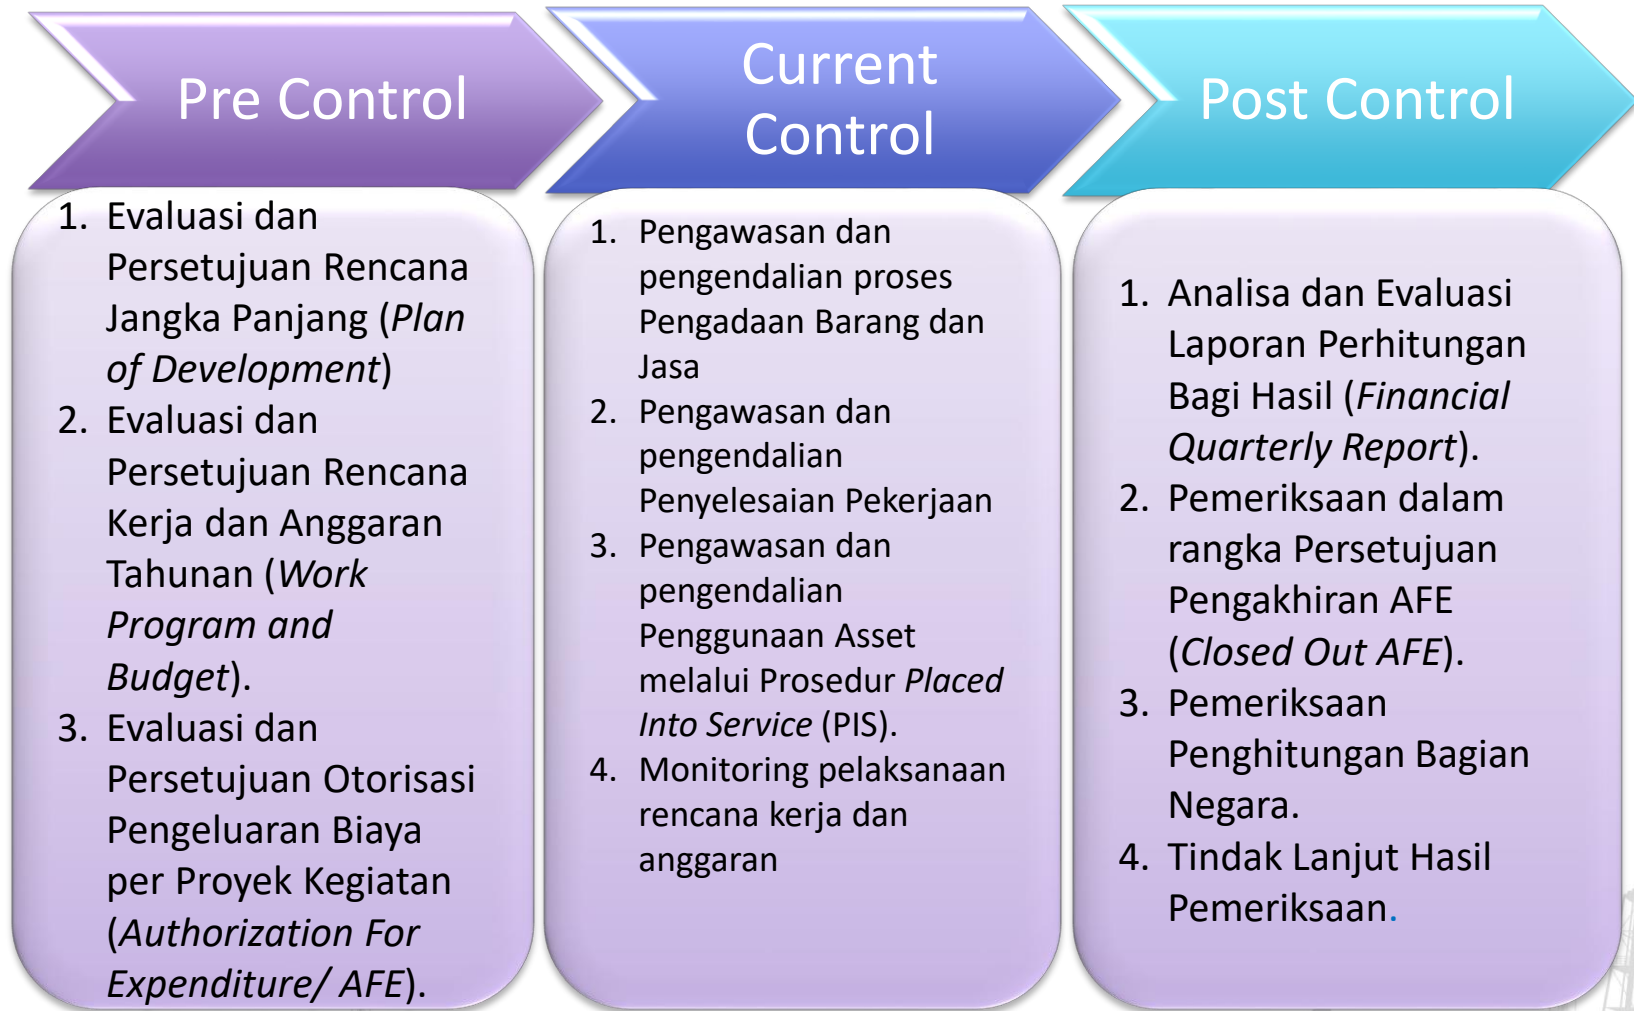 Pre Control
1. Evaluasi dan
Persetujuan Rencana
Jangka Panjang (Plan
of Development)
2. Evaluasi dan
Persetujuan Rencana
Kerja dan Anggaran
Tahunan (Work
Program and
Budget).
3. Evaluasi dan
Persetujuan Otorisasi
Pengeluaran Biaya
per Proyek Kegiatan
(Authorization For
Expenditure/ AFE).
Current
Control
1. Pengawasan dan
pengendalian proses
Pengadaan Barang dan
Jasa
2. Pengawasan dan
pengendalian
Penyelesaian Pekerjaan
3. Pengawasan dan
pengendalian
Penggunaan Asset
melalui Prosedur Placed
Into Service (PIS).
4. Monitoring pelaksanaan
rencana kerja dan
anggaran
Post Control
1. Analisa dan Evaluasi
Laporan Perhitungan
Bagi Hasil (Financial
Quarterly Report).
2. Pemeriksaan dalam
rangka Persetujuan
Pengakhiran AFE
(Closed Out AFE).
3. Pemeriksaan
Penghitungan Bagian
Negara.
4. Tindak Lanjut Hasil
Pemeriksaan.